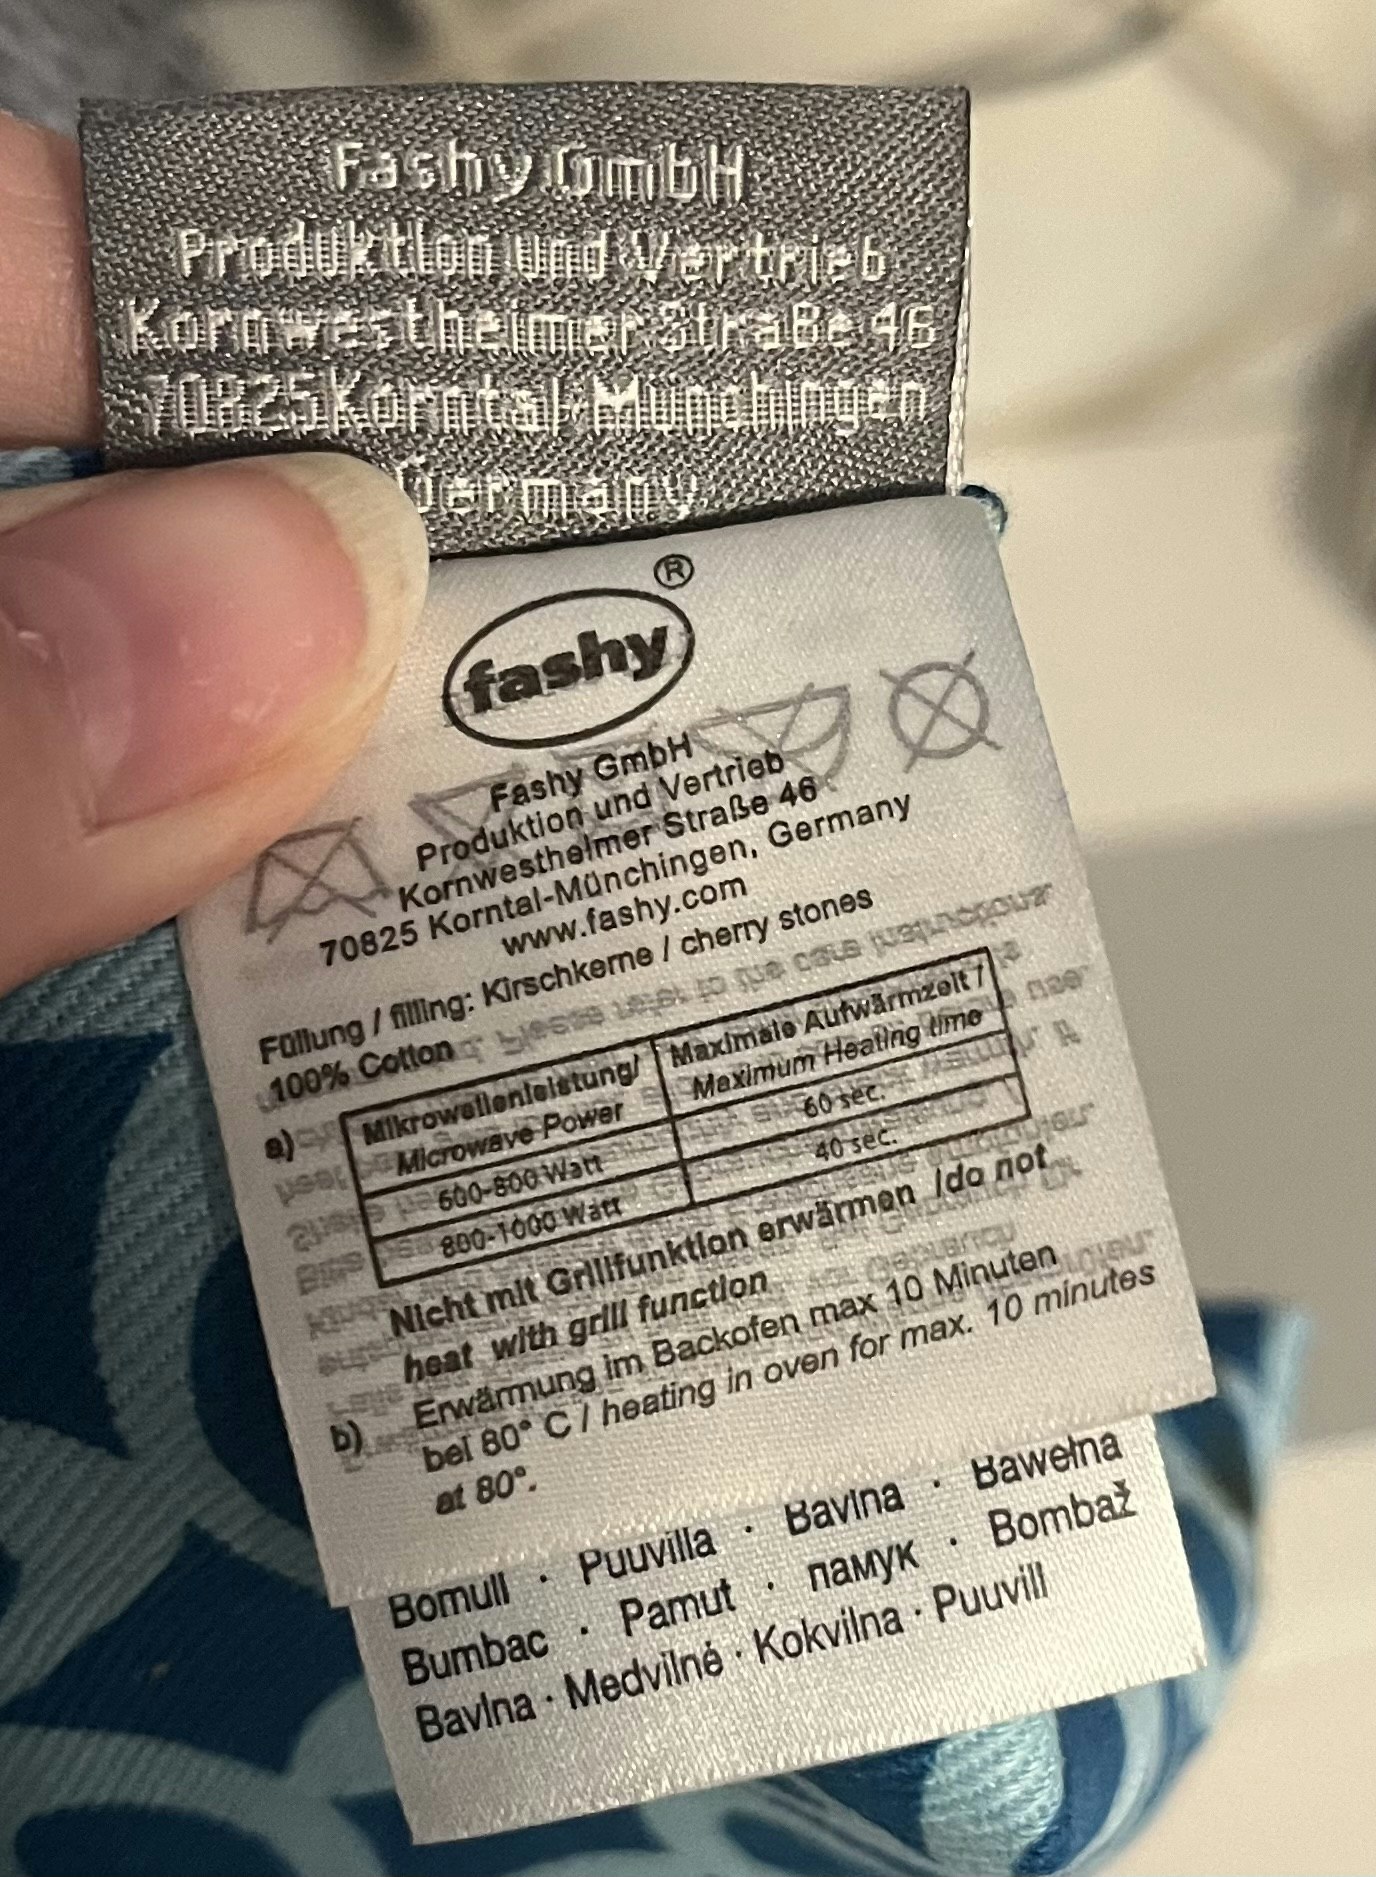 Fashy GmbH
Produktion und Vertrieb
Kornwestheimer Straße 46
70825 Korntal-Münchingen
Germany
fashy®
Fashy GmbH
Produktion und Vertrieb
Kornwestheimer Straße 46
70825 Korntal-Münchingen, Germany
www.fashy.com
Füllung / filling: Kirschkerne / cherry stones
100% Cotton
a)
Mikrowellenleistung/ Maximale Aufwärmzeit /
Microwave Power Maximum Heating time
600-800 Watt 60 sec.
800-1000 Watt 40 sec.
Nicht mit Grillfunktion erwärmen /do not
heat with grill function
b) Erwärmung im Backofen max 10 Minuten
bei 80° C / heating in oven for max. 10 minutes
at 80°.
Bomull · Puuvilla · Bavlna · Bawełna
Bumbac · Pamut · памук · Bombaž
Bavlna · Medvilnė · Kokvilna · Puuvill